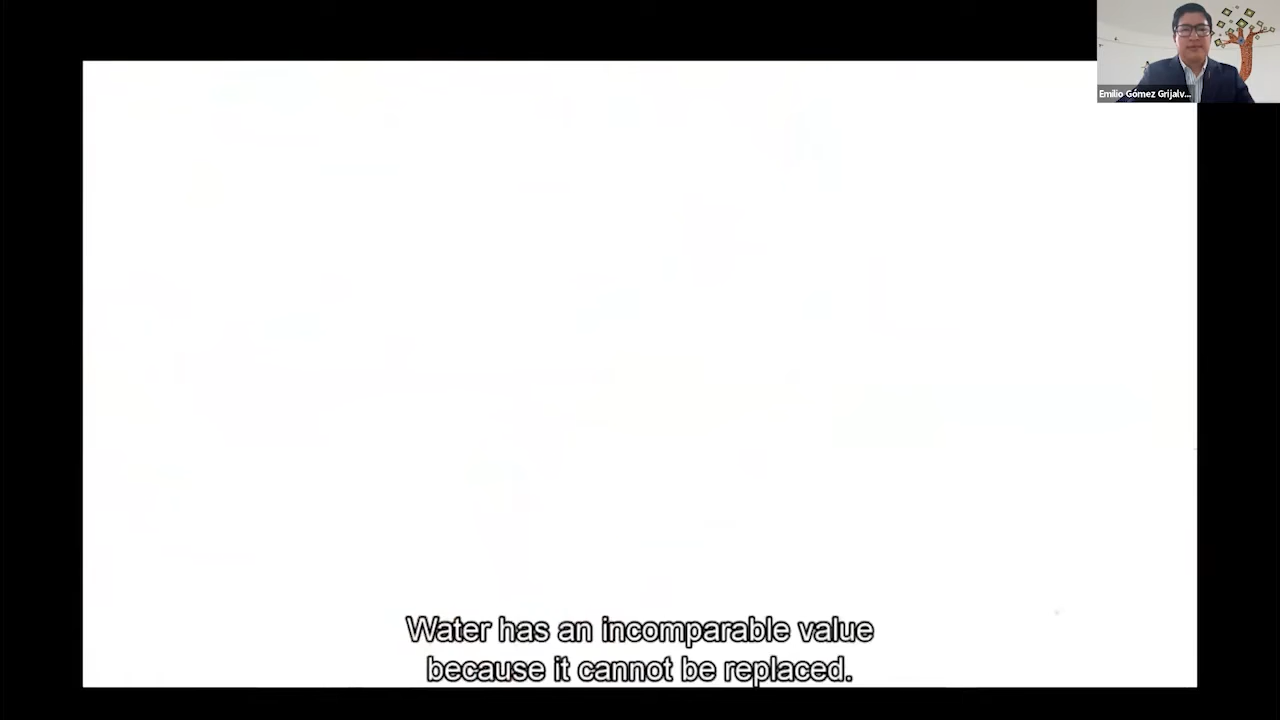 Emilio Gómez Grijalv...
Water has an incomparable value
because it cannot be replaced.